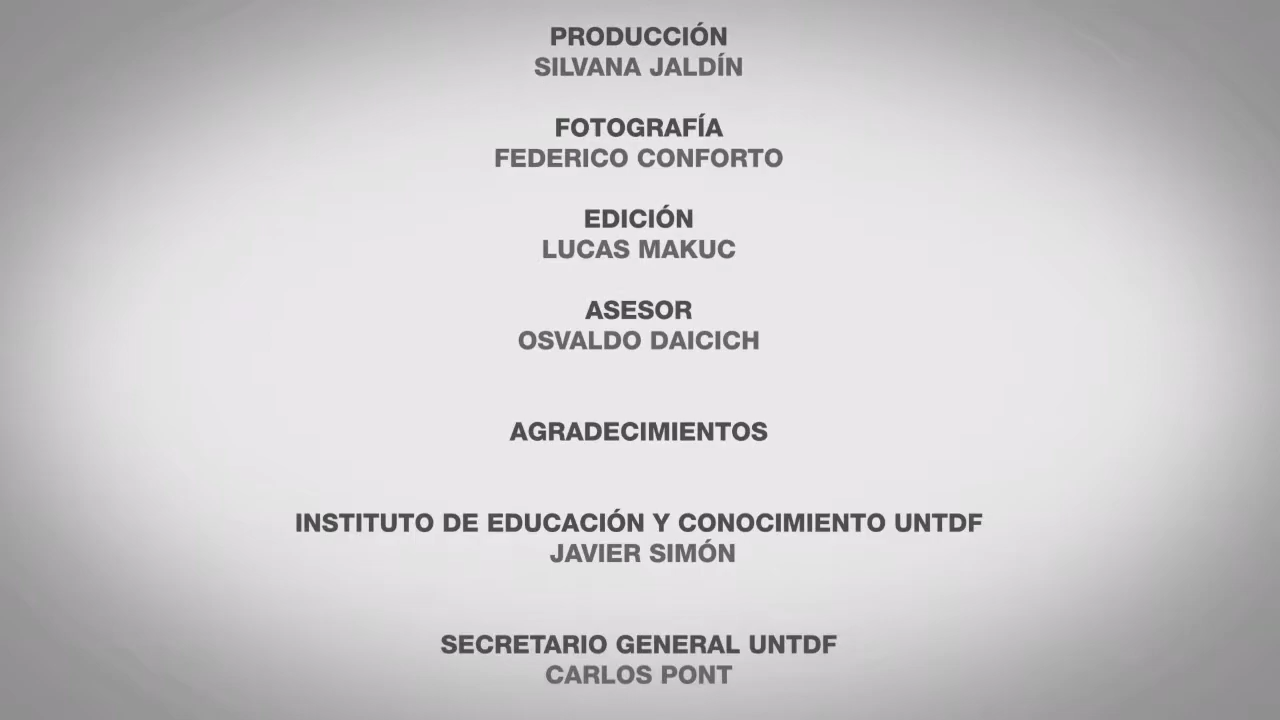 PRODUCCIÓN
SILVANA JALDÍN
FOTOGRAFÍA
FEDERICO CONFORTO
EDICIÓN
LUCAS MAKUC
ASESOR
OSVALDO DAICICH
AGRADECIMIENTOS
INSTITUTO DE EDUCACIÓN Y CONOCIMIENTO UNTDF
JAVIER SIMÓN
SECRETARIO GENERAL UNTDF
CARLOS PONT